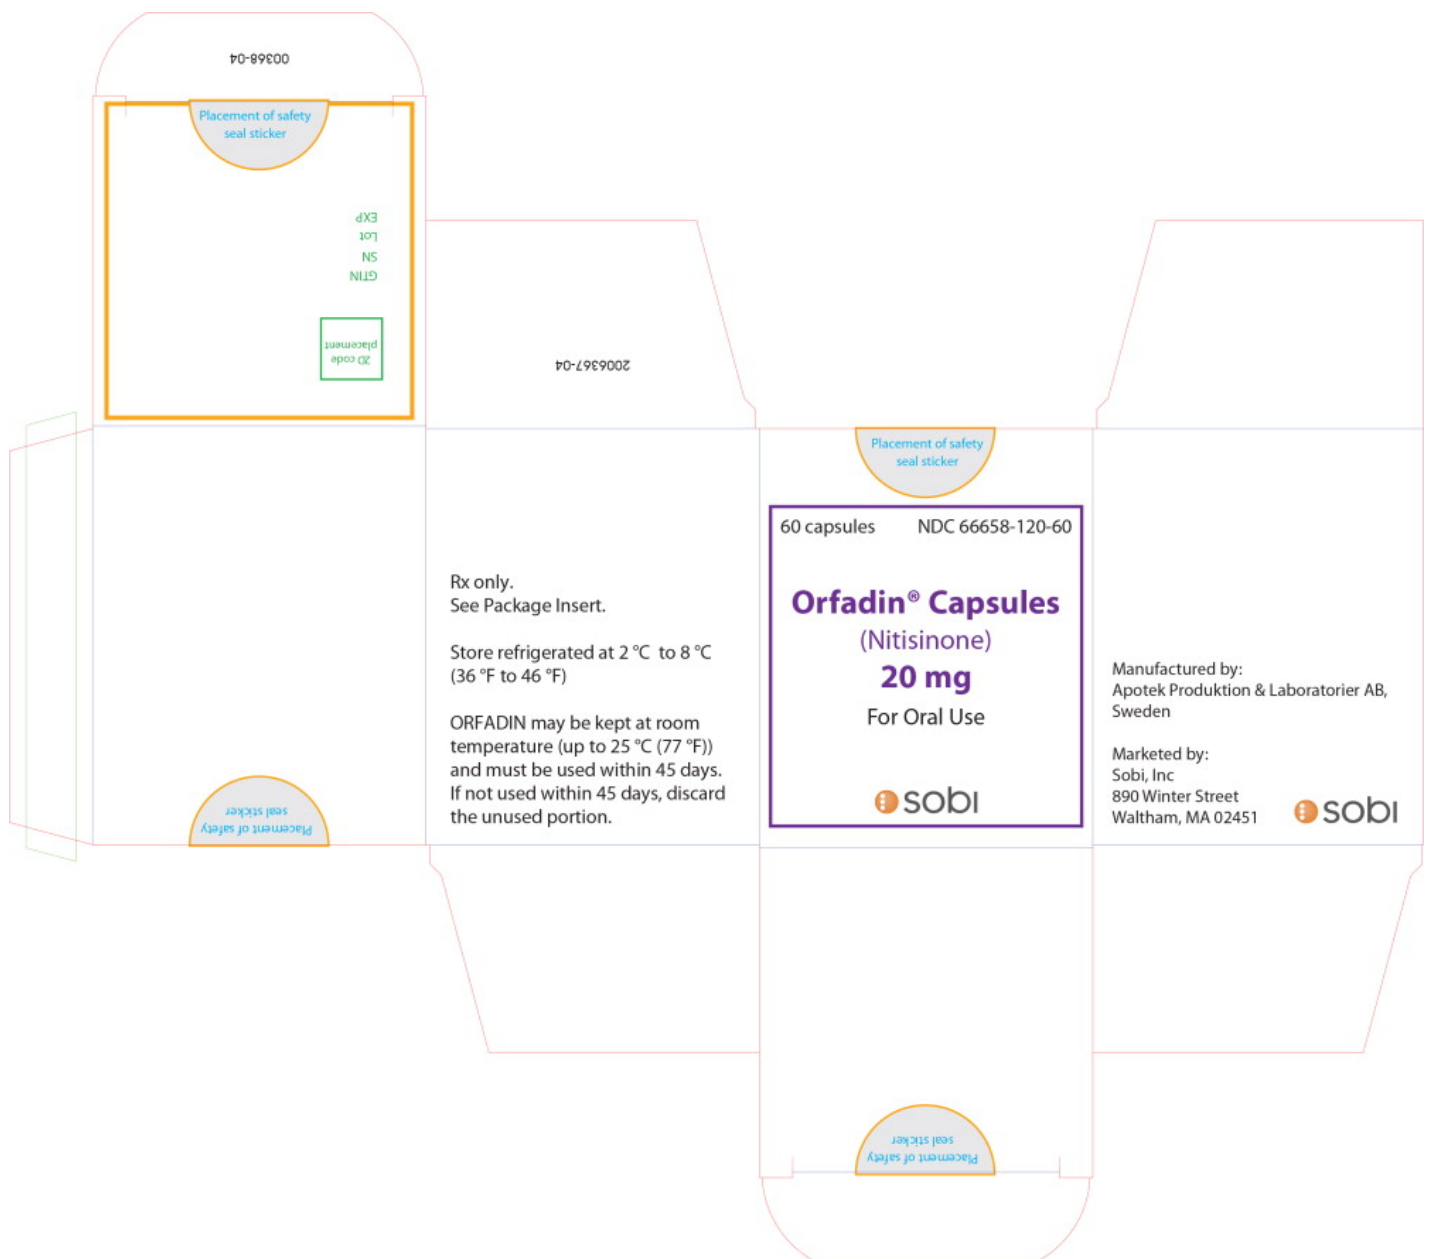 00368-04
Placement of safety
seal sticker
EXP
Lot
SN
GTIN
2D code
placement
2006367-04
Placement of safety
seal sticker
Rx only.
See Package Insert.
Store refrigerated at 2 °C to 8 °C
(36 °F to 46 °F)
ORFADIN may be kept at room
temperature (up to 25 °C (77 °F))
and must be used within 45 days.
If not used within 45 days, discard
the unused portion.
Placement of safety
seal sticker
60 capsules NDC 66658-120-60
Orfadin® Capsules
(Nitisinone)
20 mg
For Oral Use
sobi
Manufactured by:
Apotek Produktion & Laboratorier AB,
Sweden
Marketed by:
Sobi, Inc
890 Winter Street
Waltham, MA 02451
sobi
Placement of safety
seal sticker